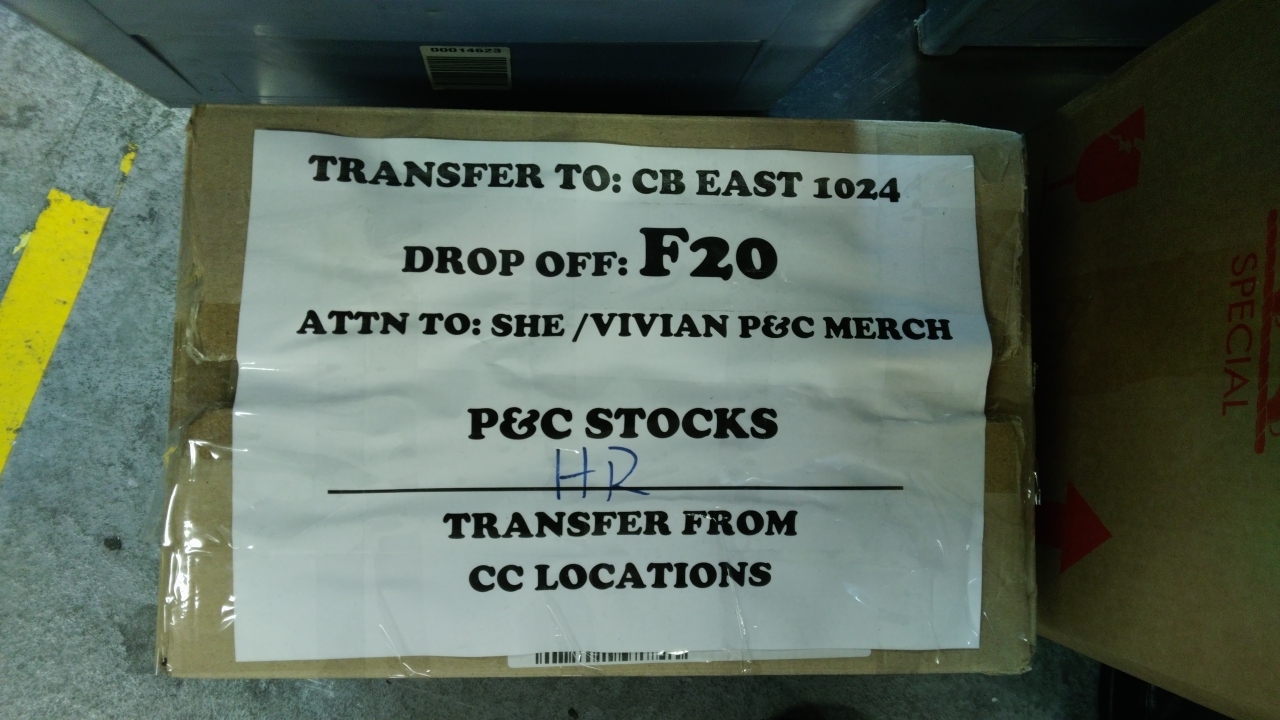 00014623
TRANSFER TO: CB EAST 1024
DROP OFF: F20
ATTN TO: SHE /VIVIAN P&C MERCH
P&C STOCKS
HR
TRANSFER FROM
CC LOCATIONS
SPECIAL